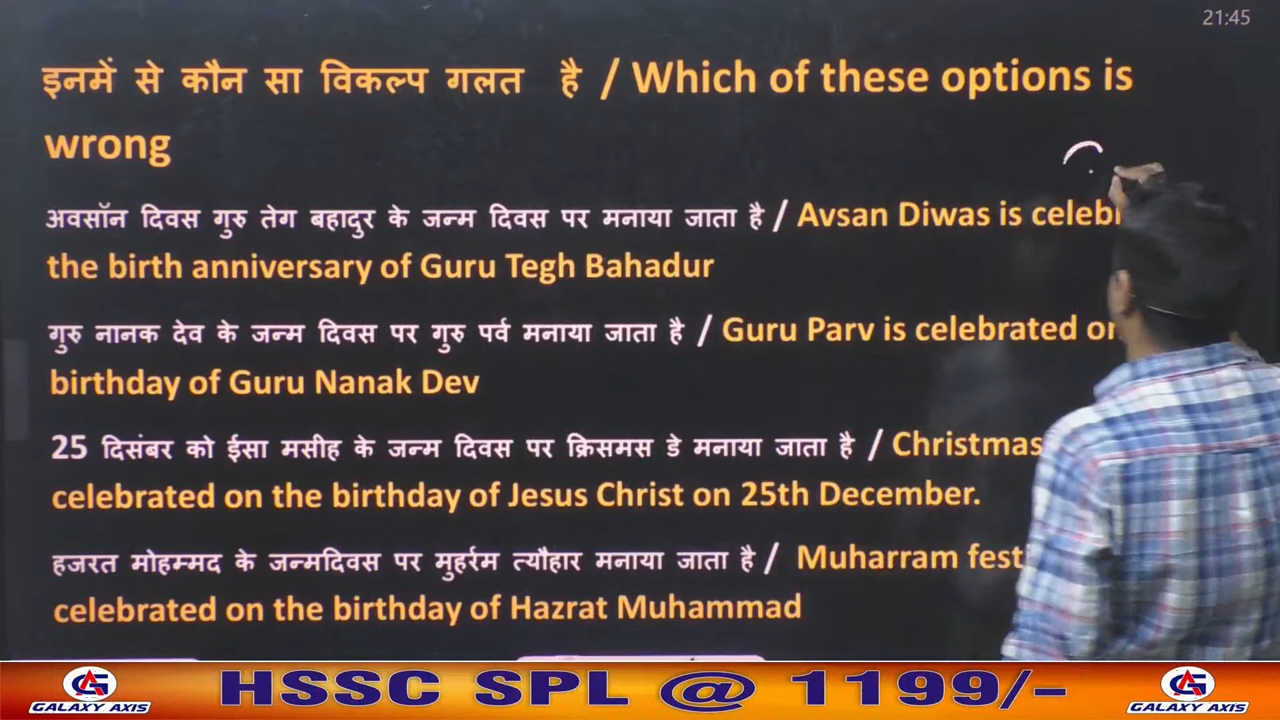 21:45
इनमें से कौन सा विकल्प गलत है / Which of these options is
wrong
अवसॉन दिवस गुरु तेग बहादुर के जन्म दिवस पर मनाया जाता है / Avsan Diwas is
the birth anniversary of Guru Tegh Bahadur
गुरु नानक देव के जन्म दिवस पर गुरु पर्व मनाया जाता है / Guru Parv is celebrated
birthday of Guru Nanak Dev
25 दिसंबर को ईसा मसीह के जन्म दिवस पर क्रिसमस डे मनाया जाता है / Christmas
celebrated on the birthday of Jesus Christ on 25th December.
हजरत मोहम्मद के जन्मदिवस पर मुहर्रम त्यौहार मनाया जाता है / Muharram
celebrated on the birthday of Hazrat Muhammad
HSSC SPL @ 1199/-
GALAXY AXIS
GALAXY AXIS